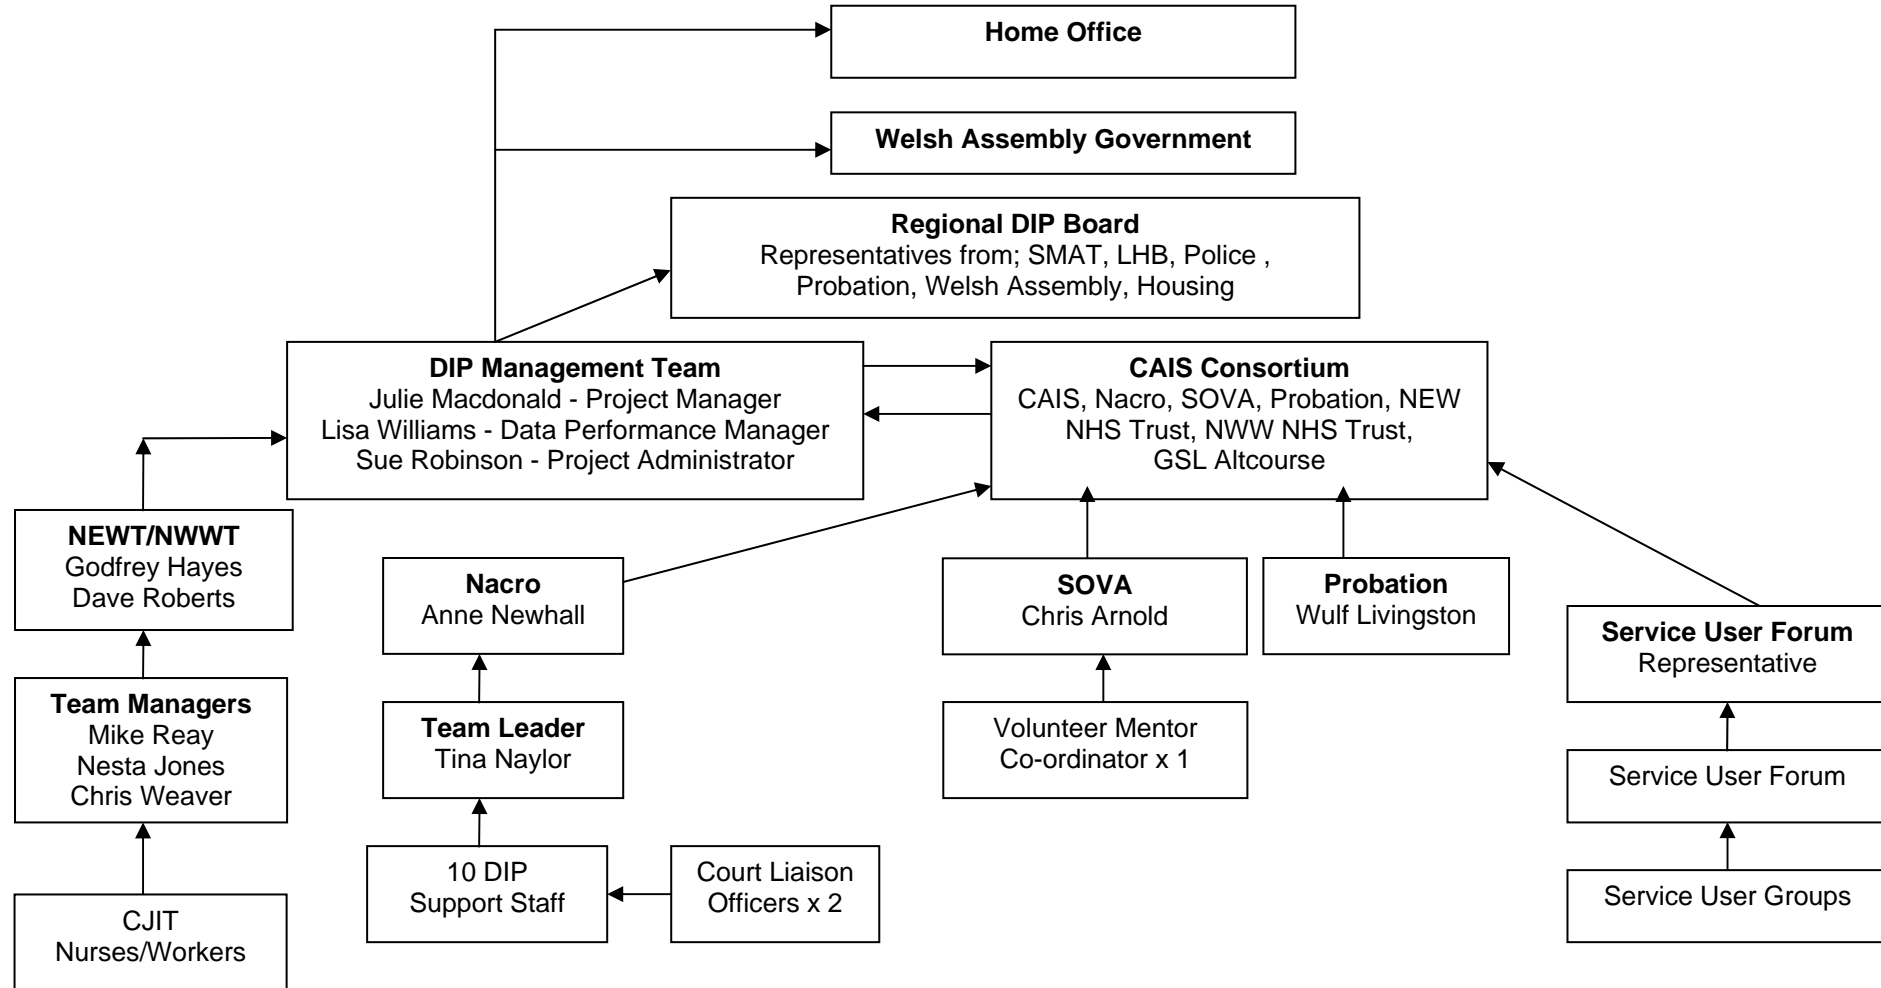 Home Office
Welsh Assembly Government
Regional DIP Board
Representatives from; SMAT, LHB, Police ,
Probation, Welsh Assembly, Housing
DIP Management Team
Julie Macdonald - Project Manager
Lisa Williams - Data Performance Manager
Sue Robinson - Project Administrator
CAIS Consortium
CAIS, Nacro, SOVA, Probation, NEW
NHS Trust, NWW NHS Trust,
GSL Altcourse
NEWT/NWWT
Godfrey Hayes
Dave Roberts
Nacro
Anne Newhall
SOVA
Chris Arnold
Probation
Wulf Livingston
Service User Forum
Representative
Team Managers
Mike Reay
Nesta Jones
Chris Weaver
Team Leader
Tina Naylor
Volunteer Mentor
Co-ordinator x 1
Service User Forum
10 DIP
Support Staff
Court Liaison
Officers x 2
Service User Groups
CJIT
Nurses/Workers